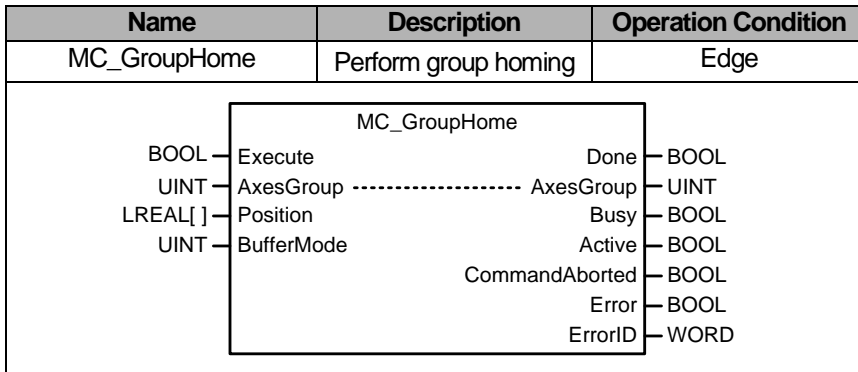 Name Description Operation Condition
MC_GroupHome Perform group homing Edge
MC_GroupHome
BOOL Execute Done BOOL
UINT AxesGroup AxesGroup UINT
LREAL[ ] Position Busy BOOL
UINT BufferMode Active BOOL
CommandAborted BOOL
Error BOOL
ErrorID WORD